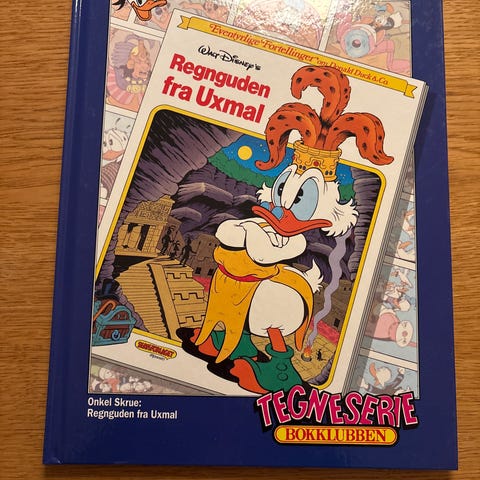 Eventyrlige Fortellinger om Donald Duck & Co.
WALT DISNEY'S
Regnguden
fra Uxmal
Onkel Skrue:
Regnguden fra Uxmal
TEGNESERIE
BOKKLUBBEN